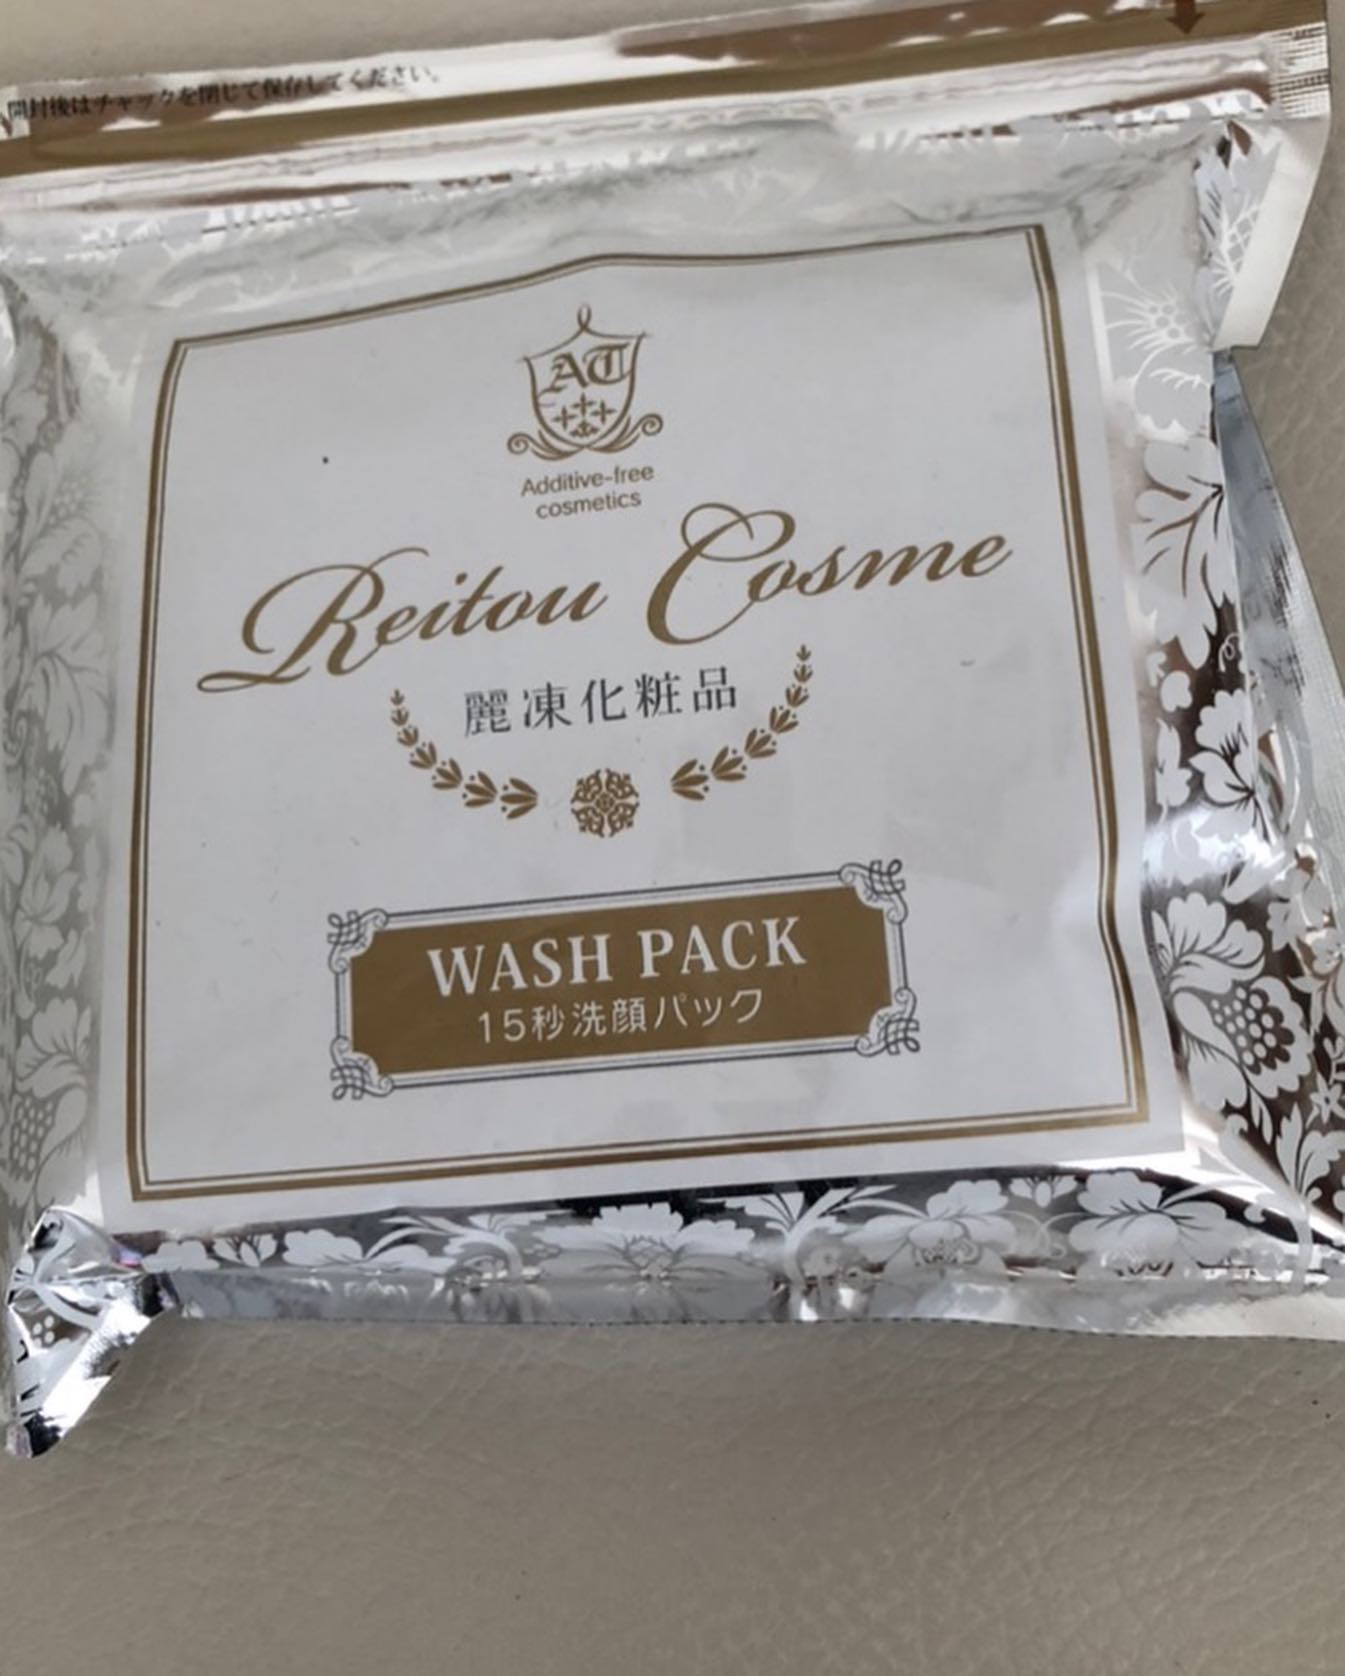 開封後はチャックを閉じて保存してください。
AT
Additive-free
cosmetics
Reitou Cosme
麗凍化粧品
WASH PACK
15秒洗顔パック